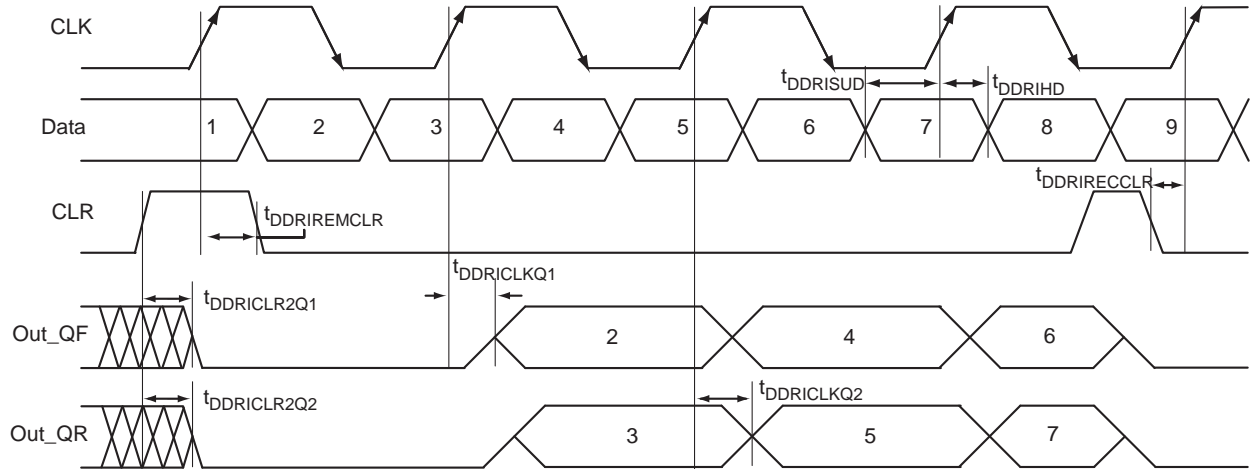 CLK
tDDRISUD
tDDRIHD
Data
1 2 3 4 5 6 7 8 9
CLR
tDDRIREMCLR
tDDRIRECCLR
tDDRICLKQ1
tDDRICLR2Q1
Out_QF
2 4 6
tDDRICLR2Q2
tDDRICLKQ2
Out_QR
3 5 7